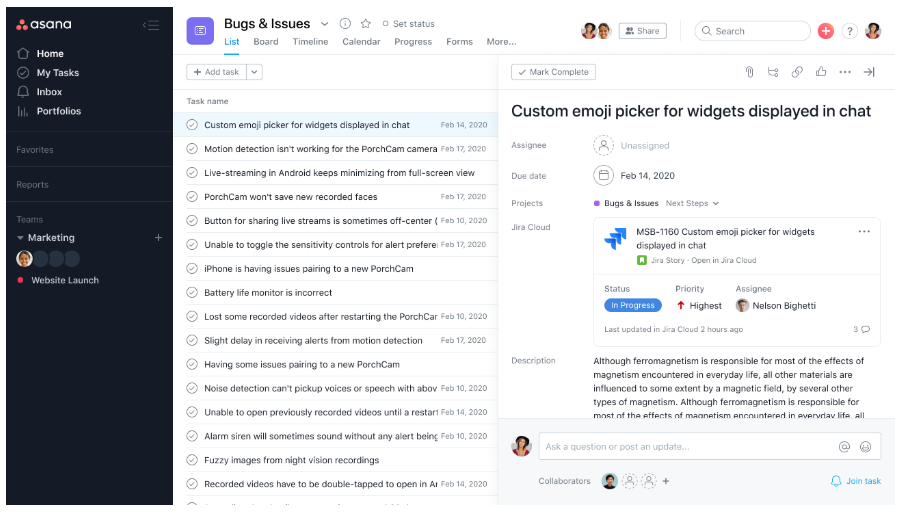 asana
Home
My Tasks
Inbox
Portfolios
Favorites
Reports
Teams
Marketing
Website Launch
Bugs & Issues
Set status
List Board Timeline Calendar Progress Forms More...
Share
Search
?
+ Add task
Task name
Custom emoji picker for widgets displayed in chat Feb 14, 2020
Motion detection isn't working for the PorchCam camera Feb 17, 2020
Live-streaming in Android keeps minimizing from full-screen view
PorchCam won't save new recorded faces Feb 17, 2020
Button for sharing live streams is sometimes off-center ( Feb 10, 2020
Unable to toggle the sensitivity controls for alert prefere Feb 17, 2020
iPhone is having issues pairing to a new PorchCam
Battery life monitor is incorrect
Lost some recorded videos after restarting the PorchCar Feb 10, 2020
Slight delay in receiving alerts from motion detection Feb 17, 2020
Having some issues pairing to a new PorchCam
Noise detection can't pickup voices or speech with abov Feb 10, 2020
Unable to open previously recorded videos until a restart Feb 14, 2020
Alarm siren will sometimes sound without any alert being Feb 10, 2020
Fuzzy images from night vision recordings
Recorded videos have to be double-tapped to open in Ar Feb 14, 2020
Mark Complete
Custom emoji picker for widgets displayed in chat
Assignee Unassigned
Due date Feb 14, 2020
Projects Bugs & Issues Next Steps
Jira Cloud
MSB-1160 Custom emoji picker for widgets
displayed in chat
Jira Story · Open in Jira Cloud
Status Priority Assignee
In Progress Highest Nelson Bighetti
Last updated in Jira Cloud 2 hours ago 3
Description
Although ferromagnetism is responsible for most of the effects of
magnetism encountered in everyday life, all other materials are
influenced to some extent by a magnetic field, by several other
types of magnetism. Although ferromagnetism is responsible for
most of the effects of magnetism encountered in everyday life, all
Ask a question or post an update...
Collaborators
Join task